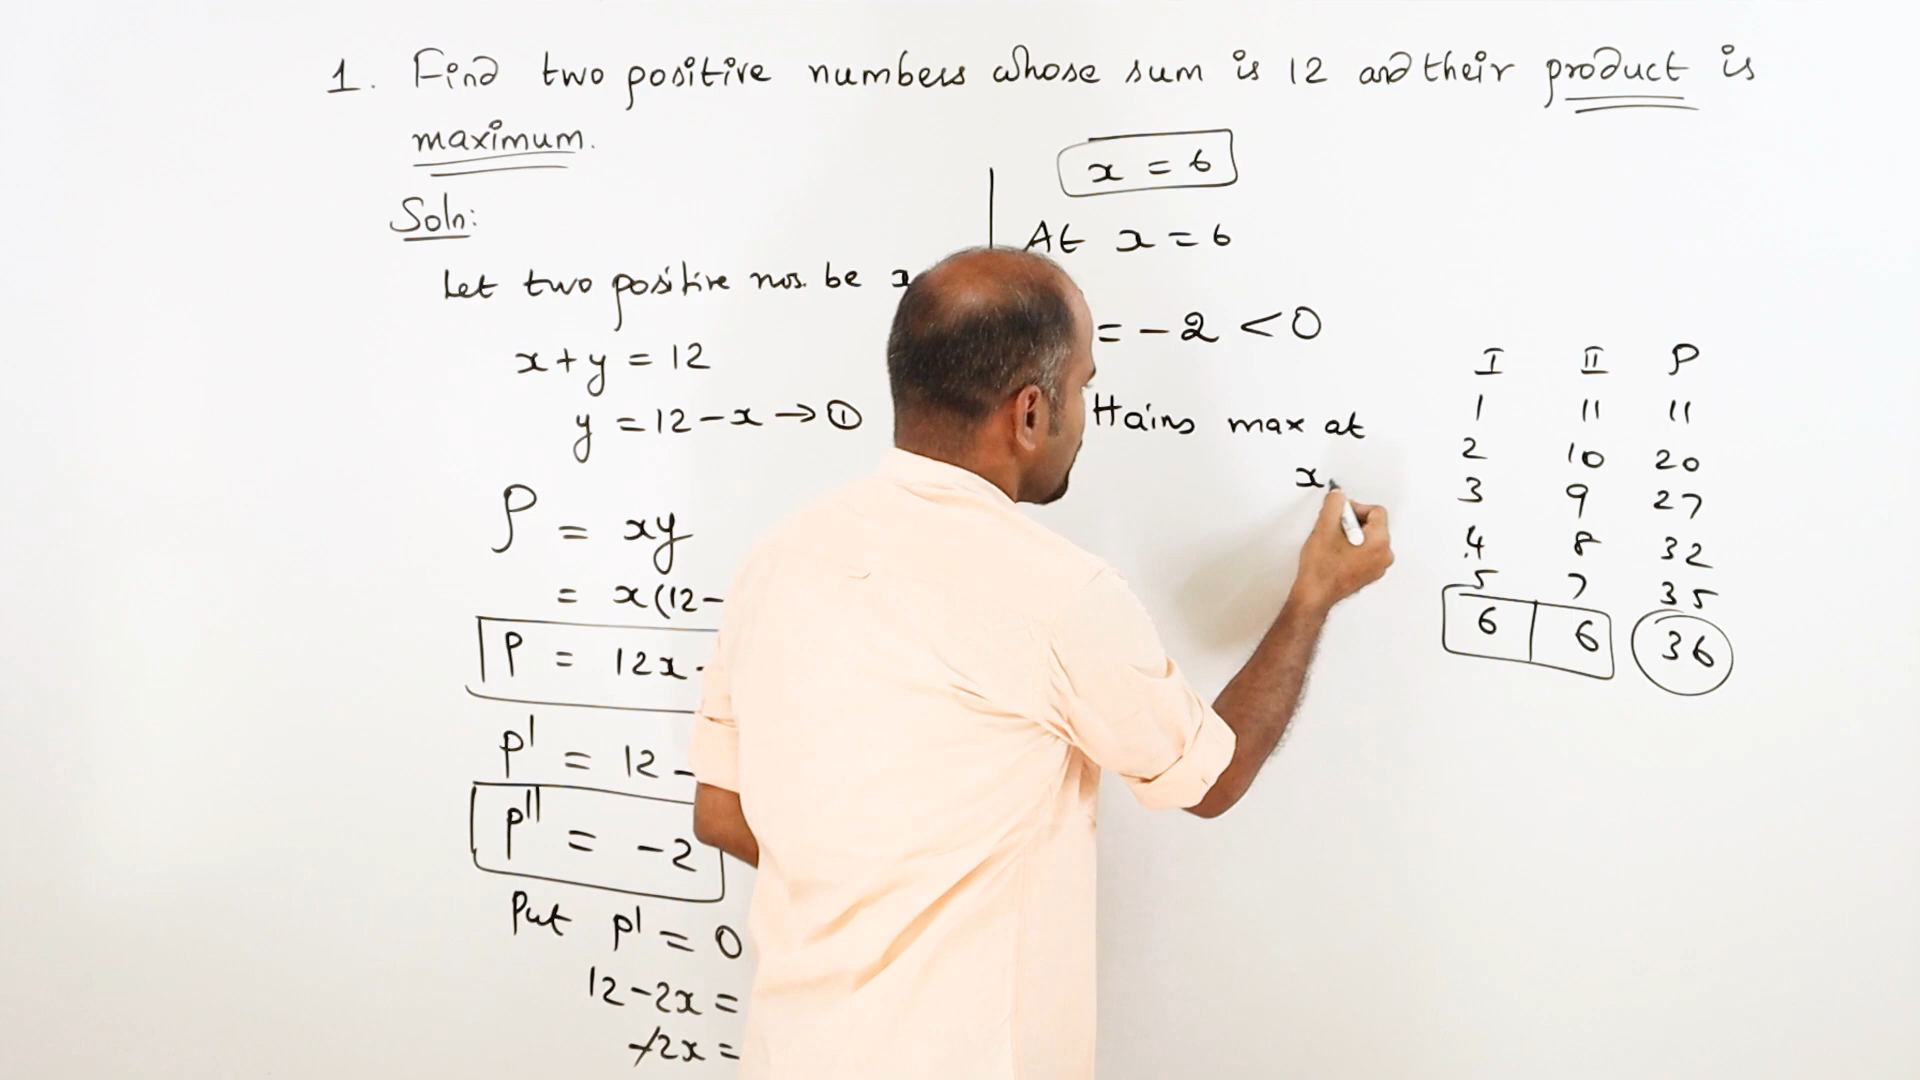 1. Find two positive numbers whose sum is 12 and their product is
maximum.
Soln:
Let two positive nos. be x
x+y = 12
y = 12-x → ①
P = xy
= x(12-
P = 12x-
P' = 12-
P'' = -2
Put P' = 0
12-2x =
-2x =
x = 6
At x = 6
= -2 < 0
ttains max at
x
I II P
1 11 11
2 10 20
3 9 27
4 8 32
5 7 35
6 6 36